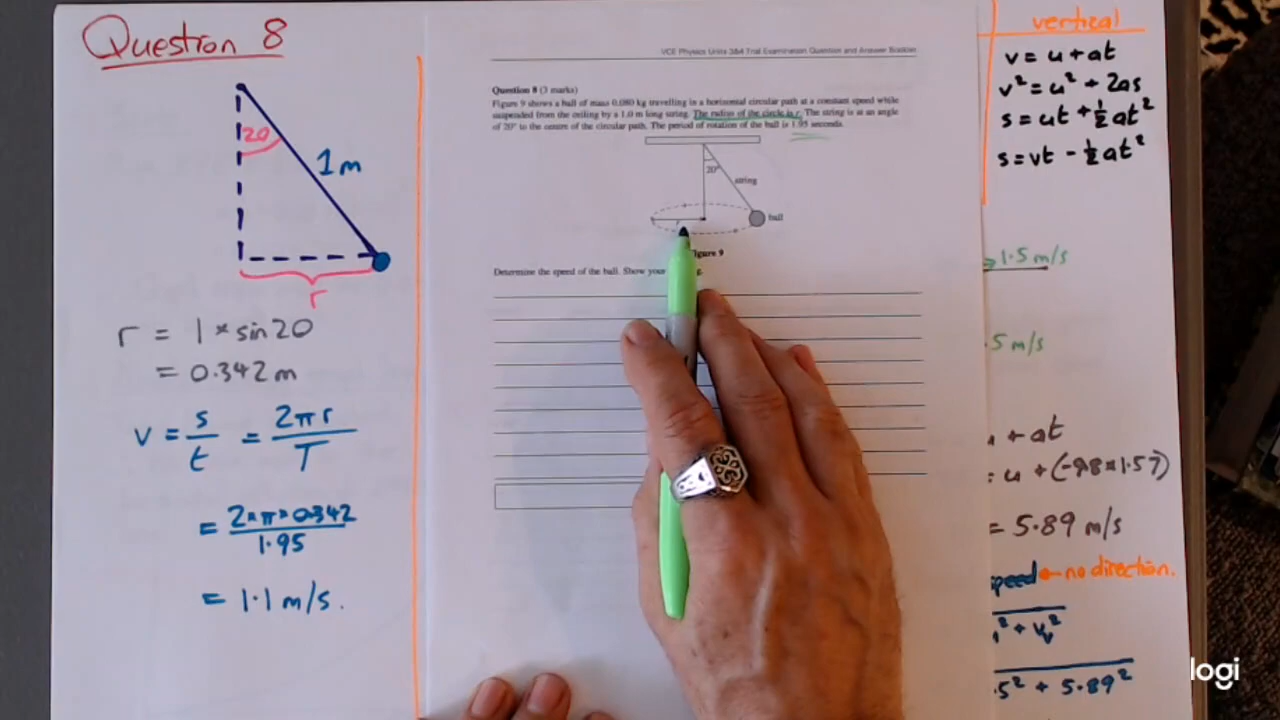 Question 8
20
1m
r
r = 1 × sin20
= 0.342m
v = s/t = 2πr/T
= 2×π×0.342/1.95
= 1.1 m/s.
VCE Physics Units 3&4 Trial Examination Question and Answer Booklet
Question 8 (3 marks)
Figure 9 shows a ball of mass 0.080 kg travelling in a horizontal circular path at a constant speed while
suspended from the ceiling by a 1.0 m long string. The radius of the circle is r. The string is at an angle
of 20° to the centre of the circular path. The period of rotation of the ball is 1.95 seconds.
20°
string
r
ball
igure 9
Determine the speed of the ball. Show your
vertical
v = u + at
v² = u² + 2as
s = ut + ½at²
s = vt - ½at²
1.5 m/s
5 m/s
+ at
= u + (-9.8×1.57)
= 5.89 m/s
speed ← no direction.
² + Vv²
.5² + 5.89²
logi